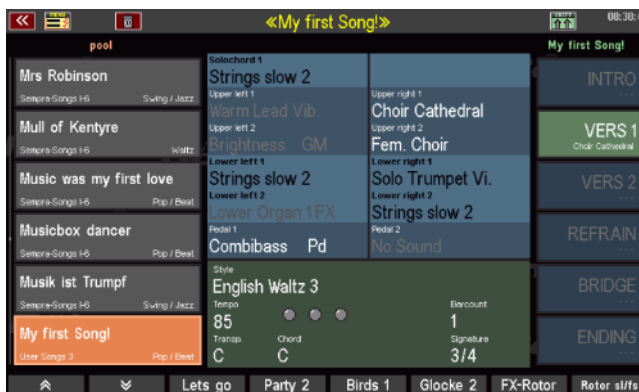 «My first Song!»
08:38:
pool
My first Song!
Mrs Robinson
Sempra-Songs I-6 Swing / Jazz
Mull of Kentyre
Sempra-Songs I-6 Waltz
Music was my first love
Sempra-Songs I-6 Pop / Beat
Musicbox dancer
Sempra-Songs I-6 Pop / Beat
Musik ist Trumpf
Sempra-Songs I-6 Swing / Jazz
My first Song!
User Songs 3 Pop / Beat
Solochord 1
Strings slow 2
Upper left 1
Warm Lead Vib.
Upper right 1
Choir Cathedral
Upper left 2
Brightness GM
Upper right 2
Fem. Choir
Lower left 1
Strings slow 2
Lower right 1
Solo Trumpet Vi.
Lower left 2
Lower Organ 1FX
Lower right 2
Strings slow 2
Pedal 1
Combibass Pd
Pedal 2
No Sound
Style
English Waltz 3
Tempo
85
Barcount
1
Transp.
C
Chord
C
Signature
3/4
INTRO
VERS 1
Choir Cathedral
VERS 2
REFRAIN
BRIDGE
ENDING
Lets go Party 2 Birds 1 Glocke 2 FX-Rotor Rotor sl/fs